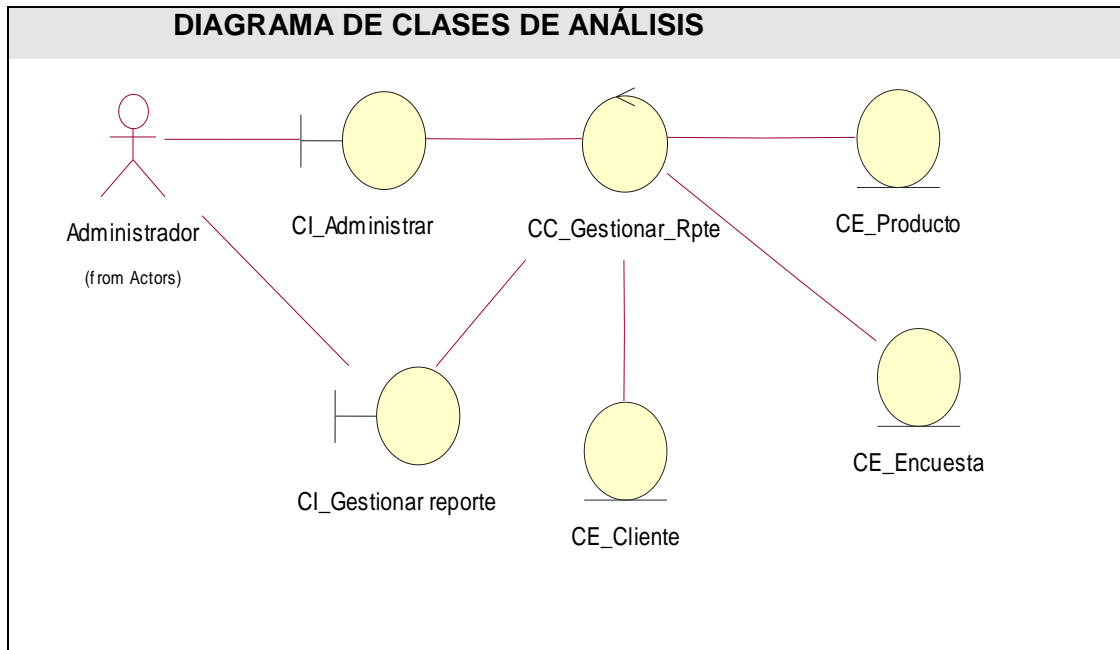 DIAGRAMA DE CLASES DE ANÁLISIS
Administrador
(from Actors)
CI_Administrar
CC_Gestionar_Rpte
CE_Producto
CI_Gestionar reporte
CE_Cliente
CE_Encuesta